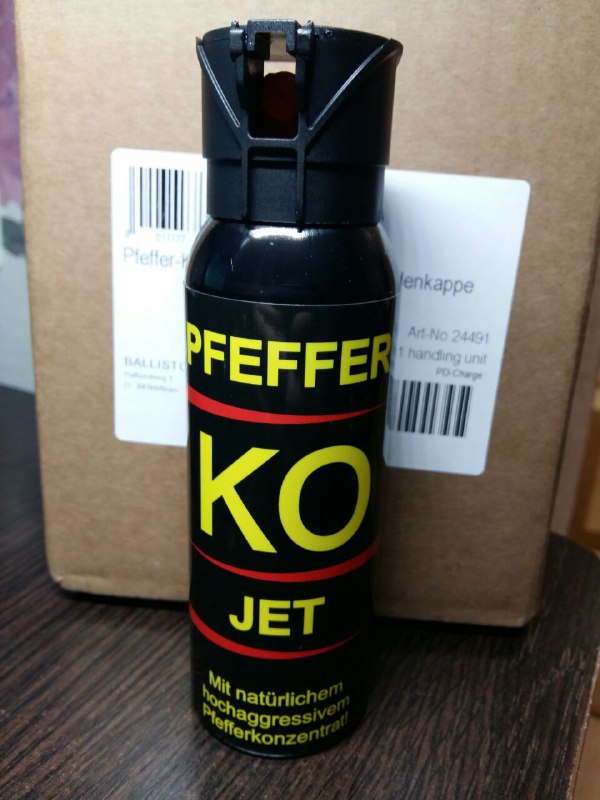 PFEFFER
KO
JET
Mit natürlichem
hochaggressivem
Pfefferkonzentrat!
Pfeffer-K
BALLISTO
fenkappe
Art-No 24491
1 handling unit
PD-Charge: